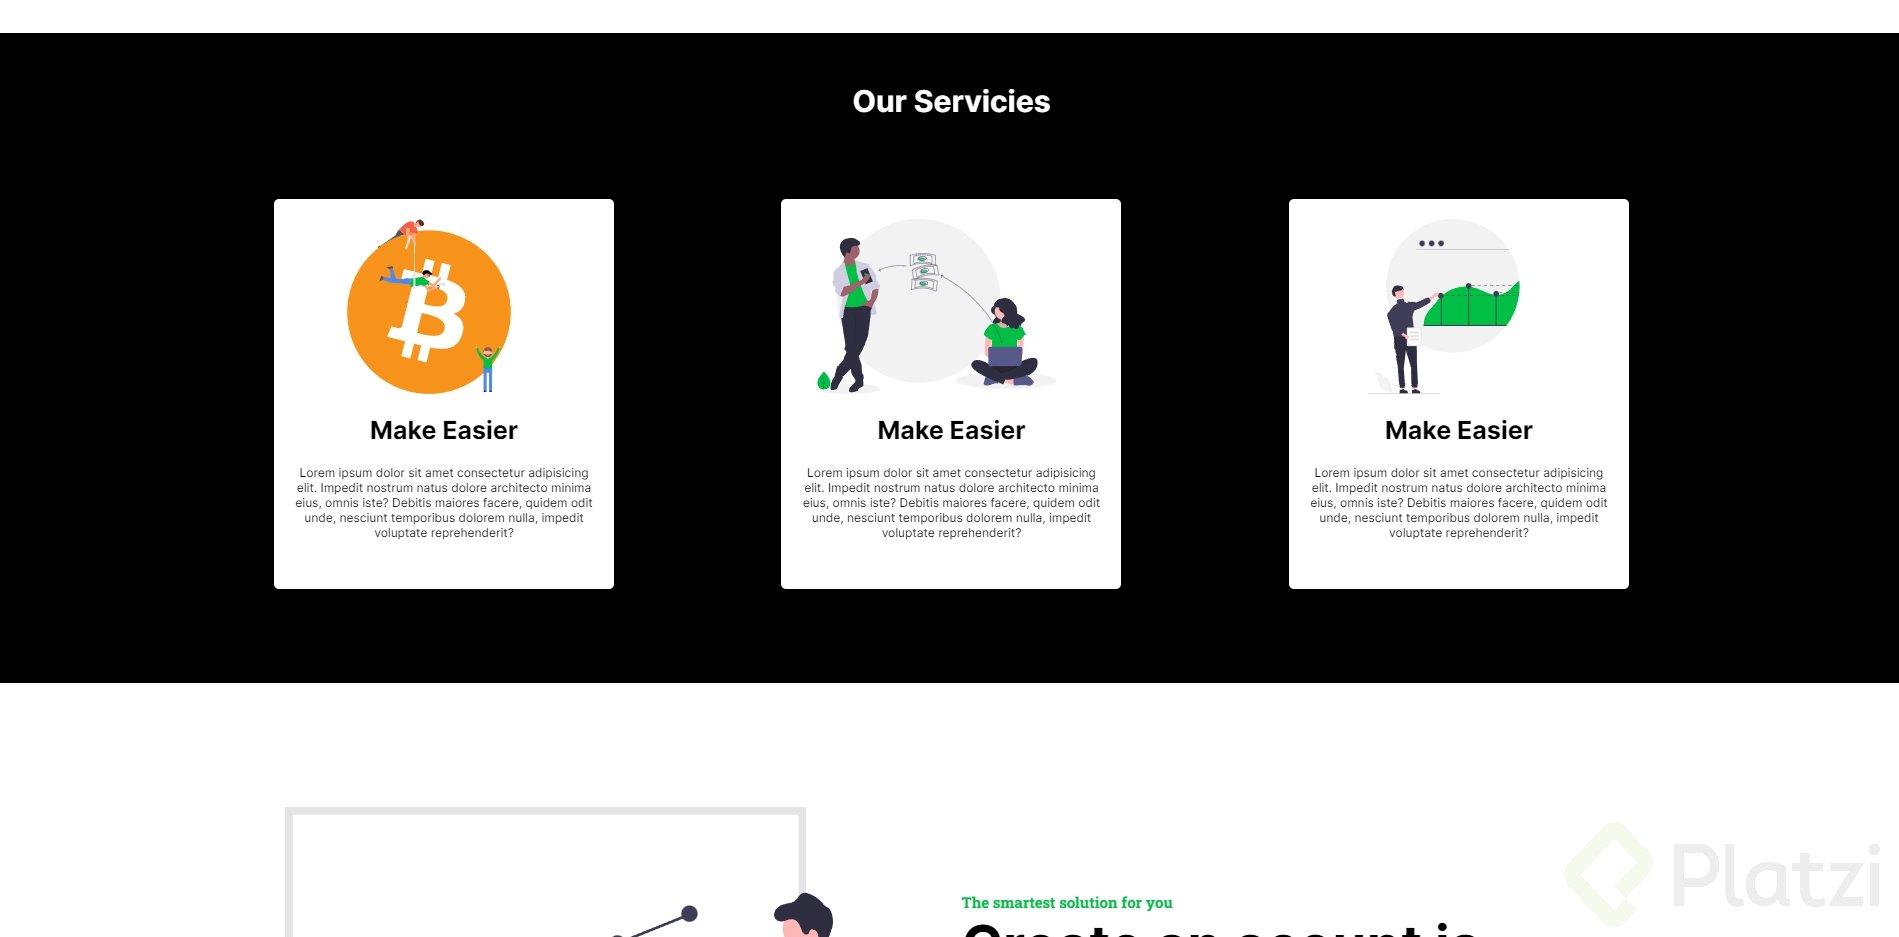 Our Servicies
Make Easier
Lorem ipsum dolor sit amet consectetur adipisicing
elit. Impedit nostrum natus dolore architecto minima
eius, omnis iste? Debitis maiores facere, quidem odit
unde, nesciunt temporibus dolorem nulla, impedit
voluptate reprehenderit?
Make Easier
Lorem ipsum dolor sit amet consectetur adipisicing
elit. Impedit nostrum natus dolore architecto minima
eius, omnis iste? Debitis maiores facere, quidem odit
unde, nesciunt temporibus dolorem nulla, impedit
voluptate reprehenderit?
Make Easier
Lorem ipsum dolor sit amet consectetur adipisicing
elit. Impedit nostrum natus dolore architecto minima
eius, omnis iste? Debitis maiores facere, quidem odit
unde, nesciunt temporibus dolorem nulla, impedit
voluptate reprehenderit?
The smartest solution for you
Create an acount is
Platzi